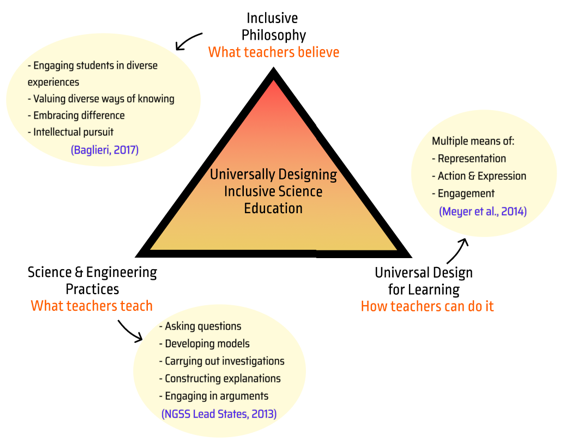 Inclusive
Philosophy
What teachers believe
- Engaging students in diverse
experiences
- Valuing diverse ways of knowing
- Embracing difference
- Intellectual pursuit
(Baglieri, 2017)
Universally Designing
Inclusive Science
Education
Multiple means of:
- Representation
- Action & Expression
- Engagement
(Meyer et al., 2014)
Science & Engineering
Practices
What teachers teach
Universal Design
for Learning
How teachers can do it
- Asking questions
- Developing models
- Carrying out investigations
- Constructing explanations
- Engaging in arguments
(NGSS Lead States, 2013)